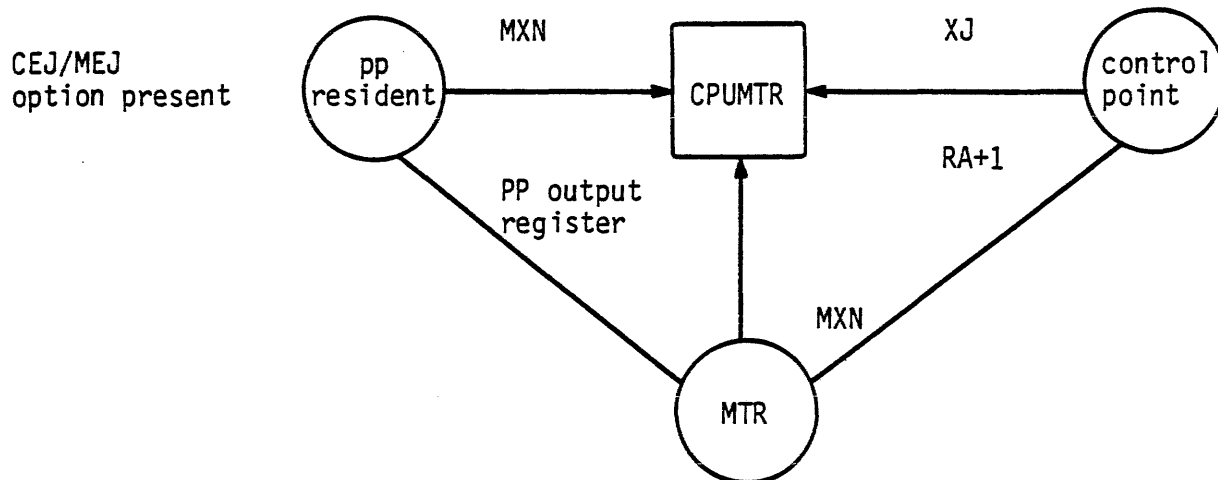 CEJ/MEJ
option present
pp
resident
MXN
CPUMTR
XJ
control
point
RA+1
PP output
register
MXN
MTR